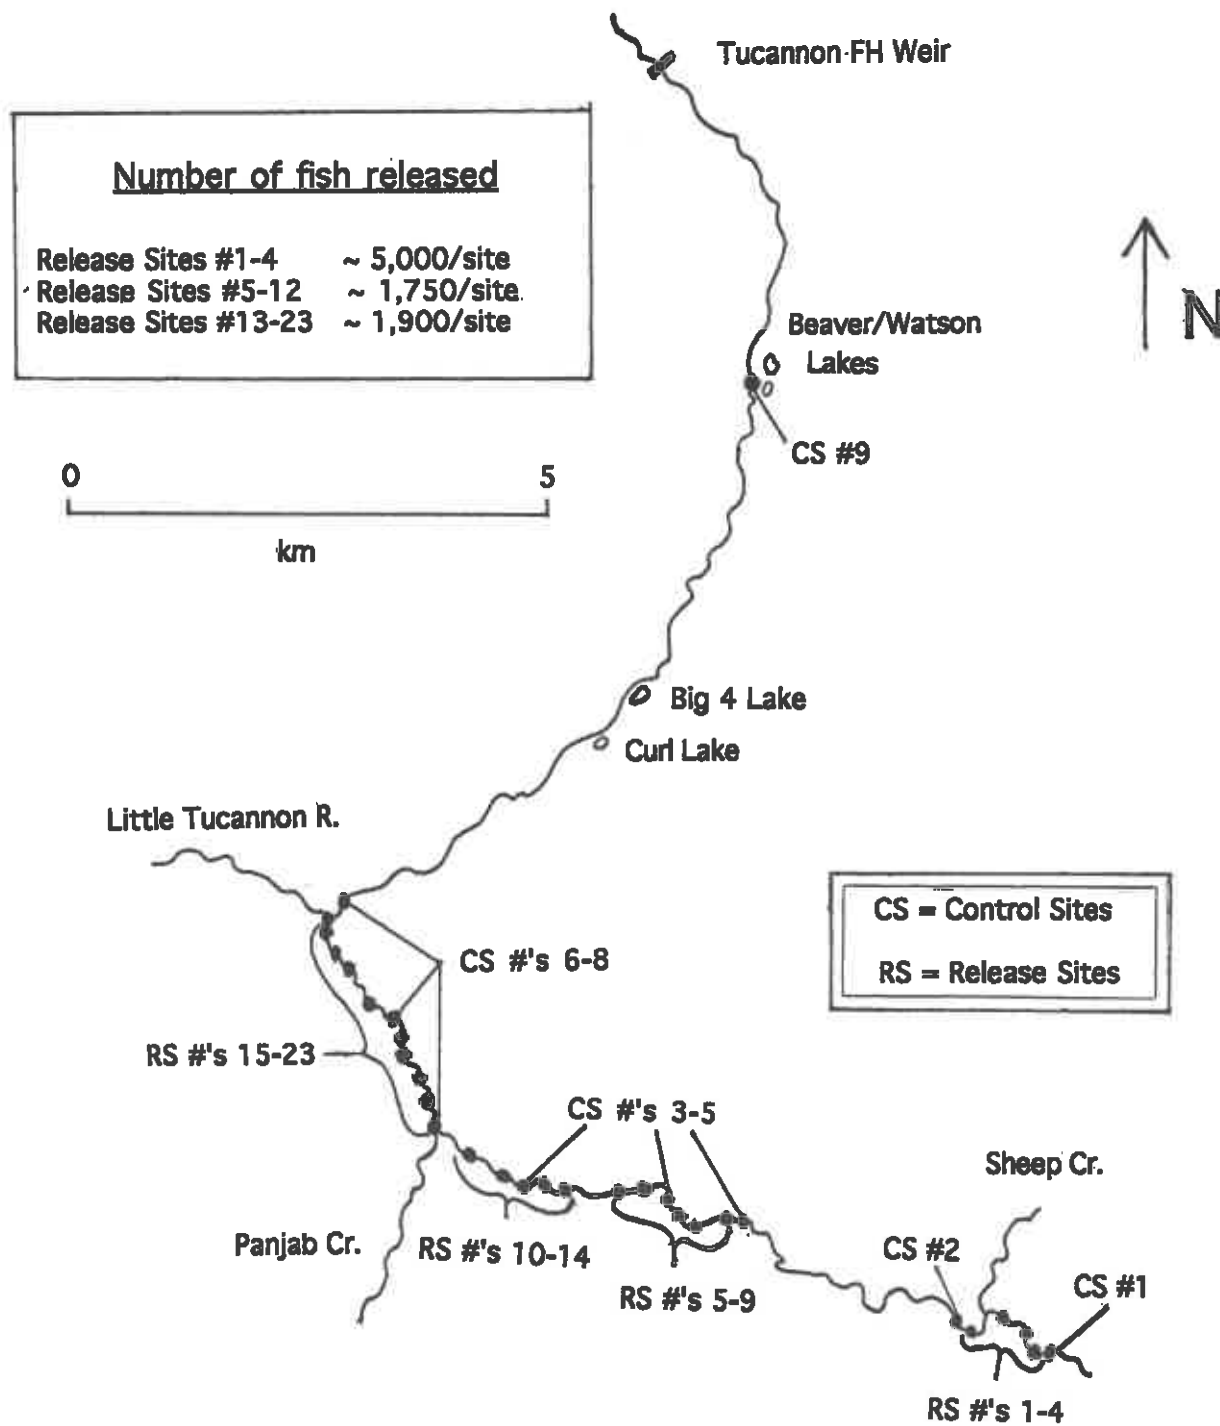 Tucannon FH Weir
Number of fish released
Release Sites #1-4 ~ 5,000/site
Release Sites #5-12 ~ 1,750/site.
Release Sites #13-23 ~ 1,900/site
N
Beaver/Watson
Lakes
CS #9
0 5
km
Big 4 Lake
Curl Lake
Little Tucannon R.
CS = Control Sites
RS = Release Sites
CS #'s 6-8
RS #'s 15-23
CS #'s 3-5
Sheep Cr.
Panjab Cr.
RS #'s 10-14
CS #2
CS #1
RS #'s 5-9
RS #'s 1-4